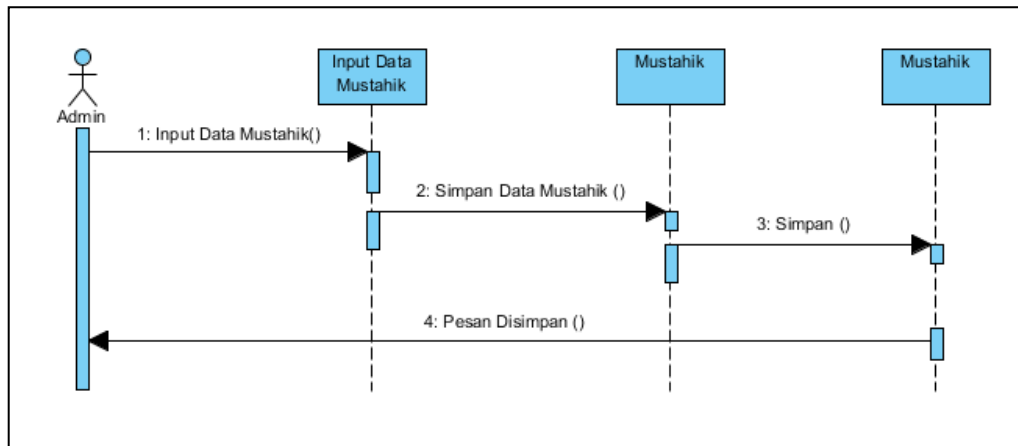 Input Data
Mustahik
Mustahik
Mustahik
Admin
1: Input Data Mustahik()
2: Simpan Data Mustahik ()
3: Simpan ()
4: Pesan Disimpan ()